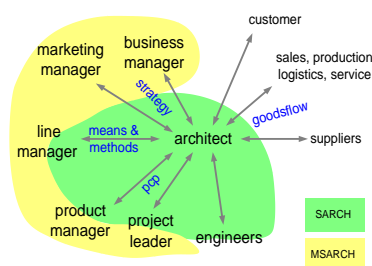 customer
business
manager
marketing
manager
sales, production
logistics, service
strategy
goodsflow
line
manager
means &
methods
architect
suppliers
pcp
product
manager
project
leader
engineers
SARCH
MSARCH